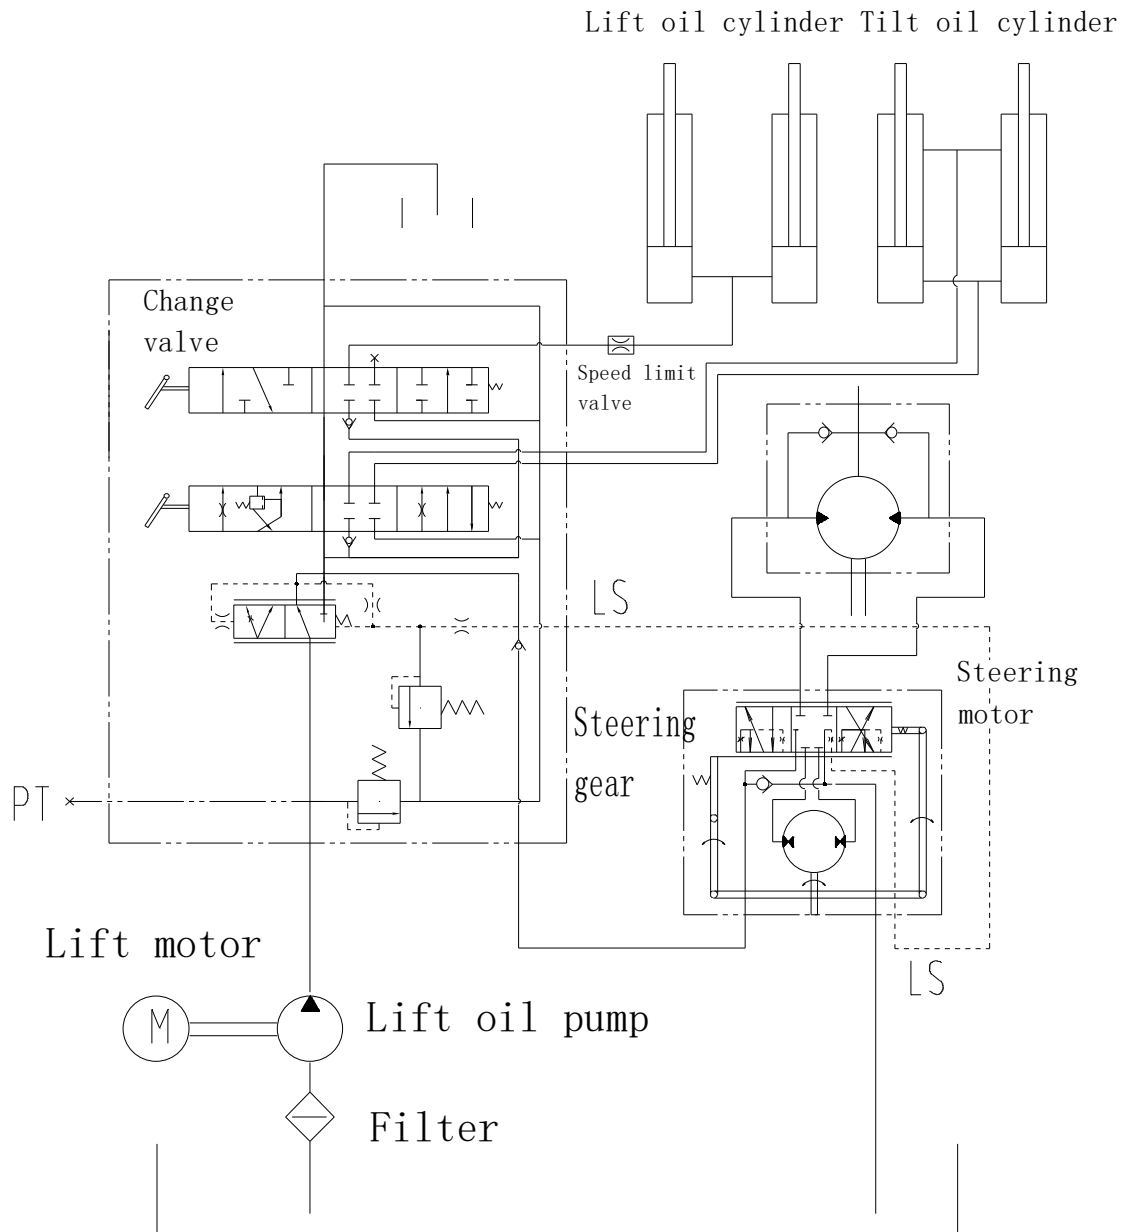 Lift oil cylinder Tilt oil cylinder
Change
valve
Speed limit
valve
LS
Steering
motor
Steering
gear
PT
Lift motor
LS
M
Lift oil pump
Filter